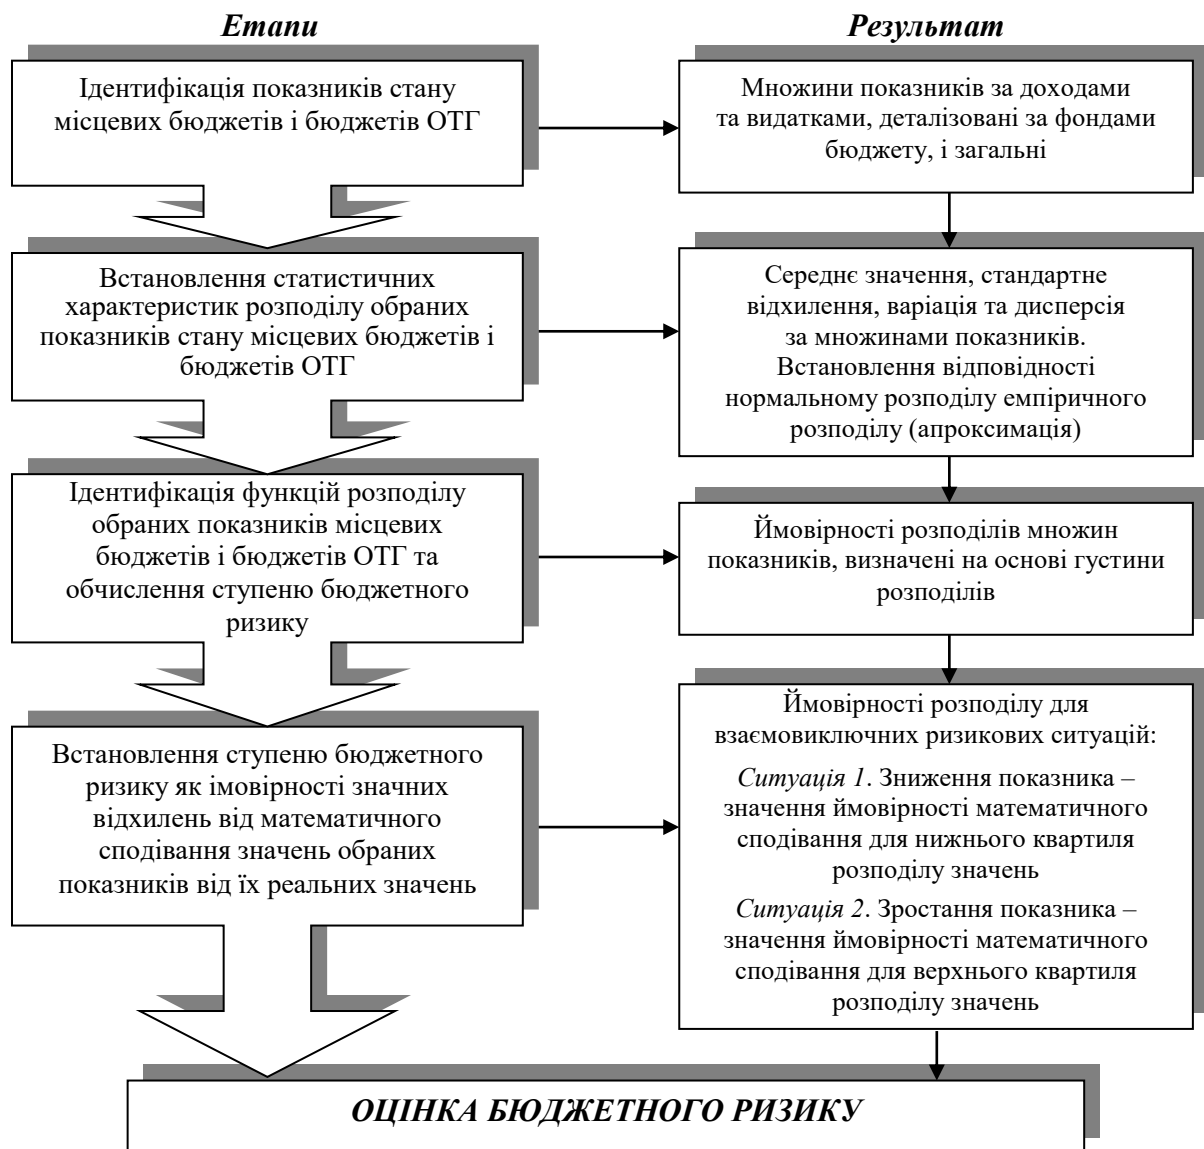 Етапи
Результат
Ідентифікація показників стану
місцевих бюджетів і бюджетів ОТГ
Множини показників за доходами
та видатками, деталізовані за фондами
бюджету, і загальні
Встановлення статистичних
характеристик розподілу обраних
показників стану місцевих бюджетів і
бюджетів ОТГ
Середнє значення, стандартне
відхилення, варіація та дисперсія
за множинами показників.
Встановлення відповідності
нормальному розподілу емпіричного
розподілу (апроксимація)
Ідентифікація функцій розподілу
обраних показників місцевих
бюджетів і бюджетів ОТГ та
обчислення ступеню бюджетного
ризику
Ймовірності розподілів множин
показників, визначені на основі густини
розподілів
Встановлення ступеню бюджетного
ризику як імовірності значних
відхилень від математичного
сподівання значень обраних
показників від їх реальних значень
Ймовірності розподілу для
взаємовиключних ризикових ситуацій:
Ситуація 1. Зниження показника –
значення ймовірності математичного
сподівання для нижнього квартиля
розподілу значень
Ситуація 2. Зростання показника –
значення ймовірності математичного
сподівання для верхнього квартиля
розподілу значень
ОЦІНКА БЮДЖЕТНОГО РИЗИКУ